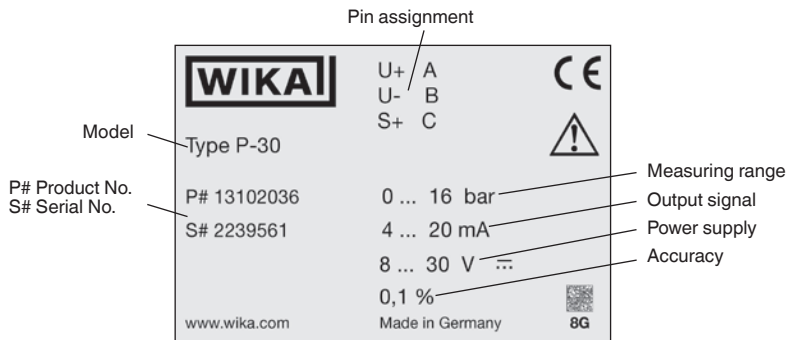 Pin assignment
WIKA
U+ A
U- B
S+ C
CE
Model
Type P-30
P# Product No.
S# Serial No.
P# 13102036
S# 2239561
0 ... 16 bar
Measuring range
4 ... 20 mA
Output signal
8 ... 30 V
Power supply
0,1 %
Accuracy
www.wika.com
Made in Germany
8G